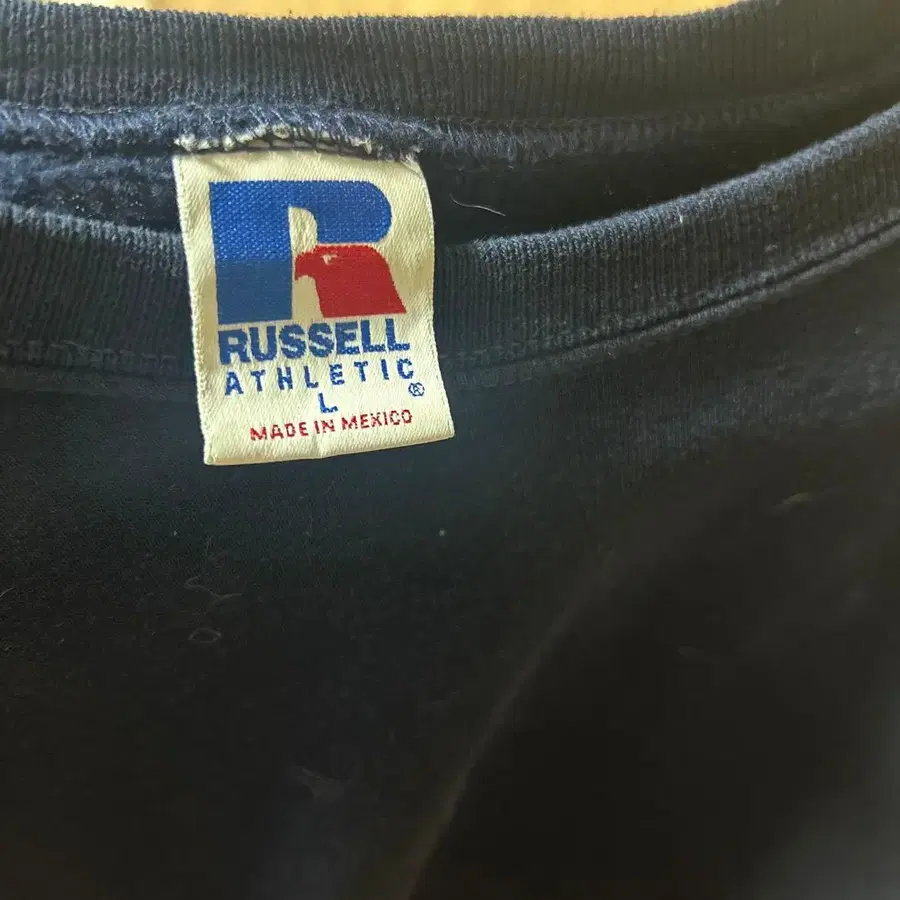 R
RUSSELL
ATHLETIC ®
L
MADE IN MEXICO